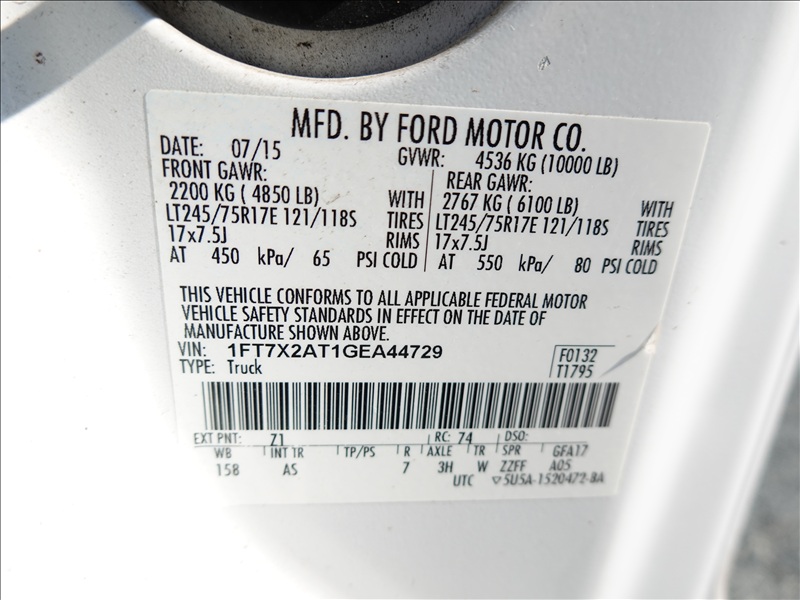 MFD. BY FORD MOTOR CO.
DATE: 07/15 GVWR: 4536 KG (10000 LB)
FRONT GAWR: REAR GAWR:
2200 KG ( 4850 LB) WITH 2767 KG ( 6100 LB) WITH
LT245/75R17E 121/118S TIRES LT245/75R17E 121/118S TIRES
17x7.5J RIMS 17x7.5J RIMS
AT 450 kPa/ 65 PSI COLD AT 550 kPa/ 80 PSI COLD
THIS VEHICLE CONFORMS TO ALL APPLICABLE FEDERAL MOTOR
VEHICLE SAFETY STANDARDS IN EFFECT ON THE DATE OF
MANUFACTURE SHOWN ABOVE.
VIN: 1FT7X2AT1GEA44729 F0132
TYPE: Truck T1795
EXT PNT: Z1 RC: 74 DSO:
WB INT TR TP/PS R AXLE TR SPR GFA17
158 AS 7 3H W ZZFF A05
UTC ▽5U5A-1520472-BA